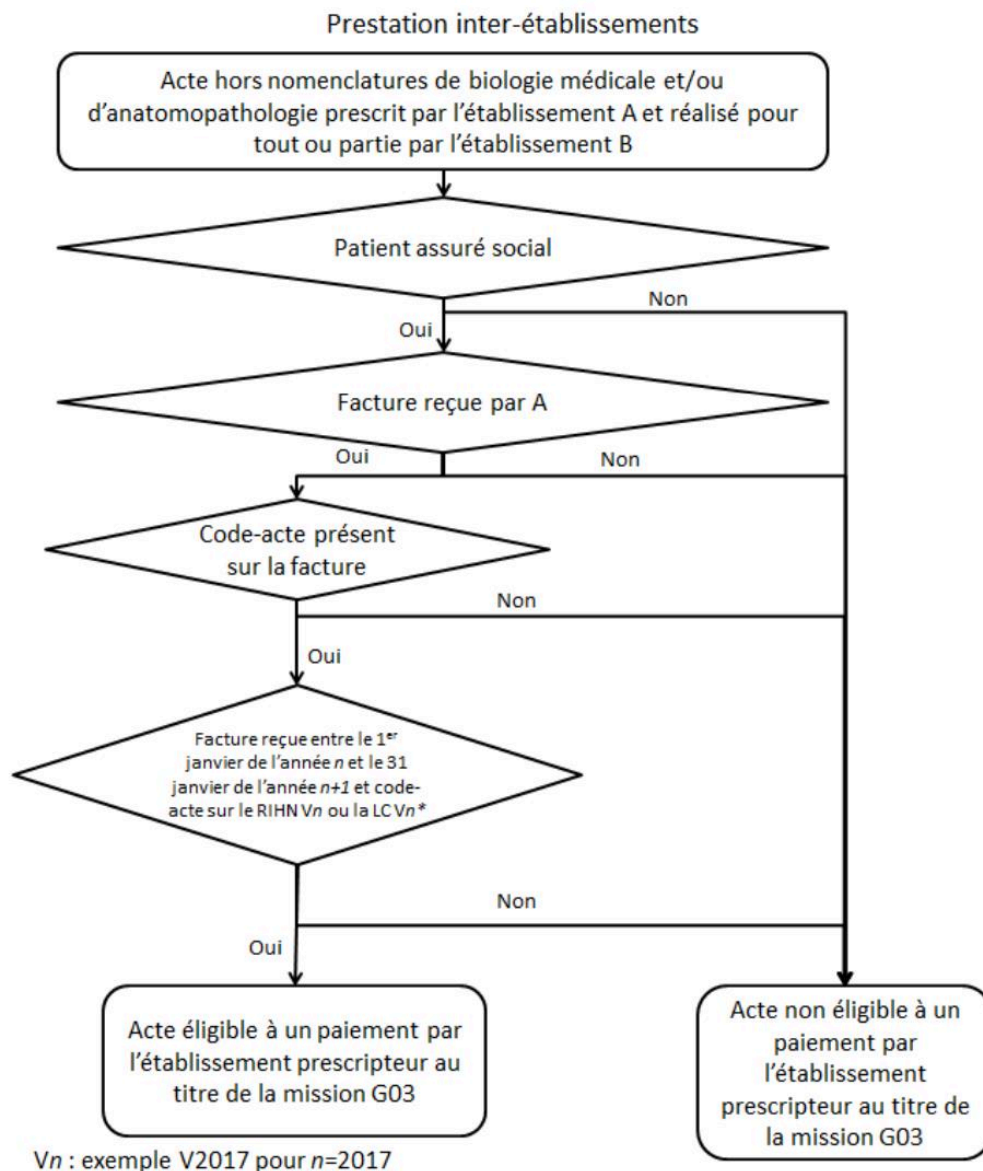 Prestation inter-établissements
Acte hors nomenclatures de biologie médicale et/ou
d'anatomopathologie prescrit par l'établissement A et réalisé pour
tout ou partie par l'établissement B
Patient assuré social
Non
Oui
Facture reçue par A
Oui
Non
Code-acte présent
sur la facture
Non
Oui
Facture reçue entre le 1er
janvier de l'année n et le 31
janvier de l'année n+1 et code-
acte sur le RIHN Vn ou la LC Vn*
Non
Oui
Acte éligible à un paiement par
l'établissement prescripteur au
titre de la mission G03
Acte non éligible à un
paiement par
l'établissement
prescripteur au titre de
la mission G03
Vn : exemple V2017 pour n=2017